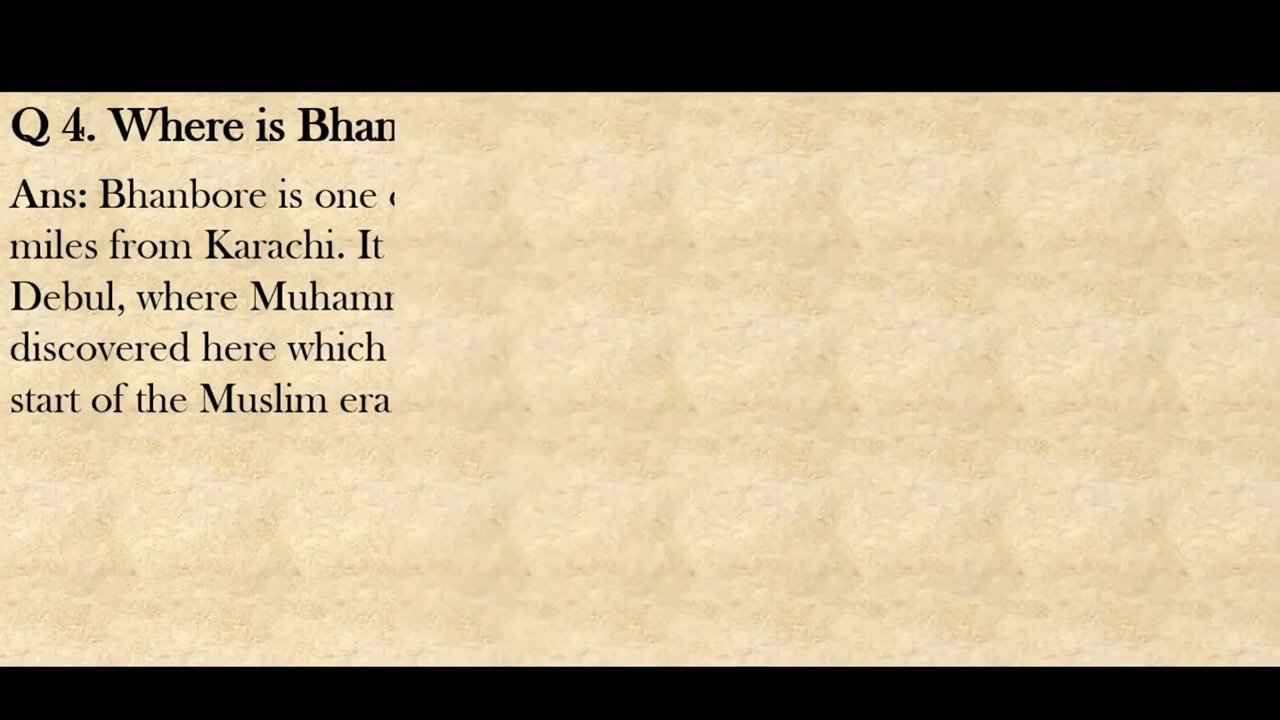 Q 4. Where is Bhan
Ans: Bhanbore is one
miles from Karachi. It
Debul, where Muham
discovered here which
start of the Muslim era